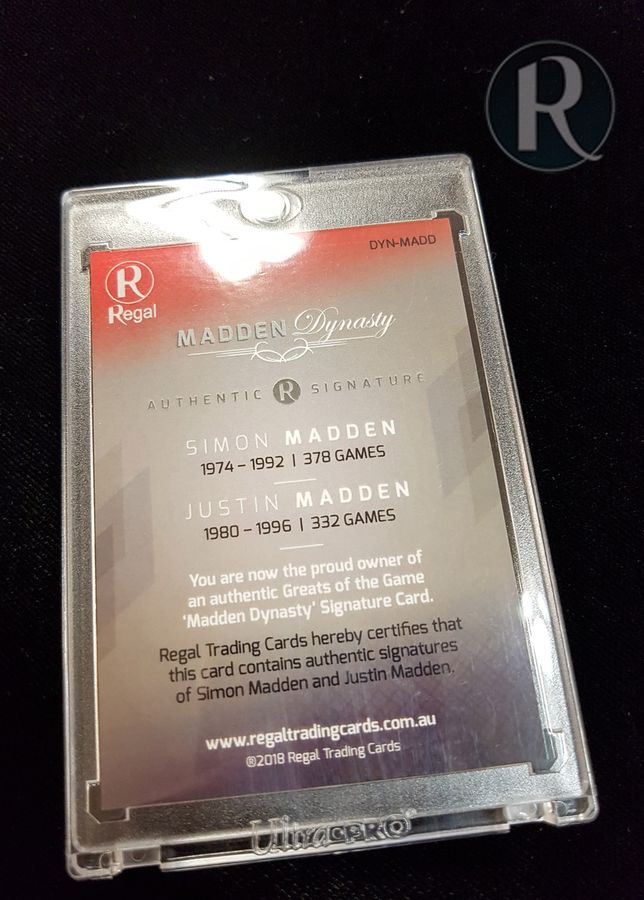 R
DYN-MADD
R
Regal
MADDEN Dynasty
AUTHENTIC R SIGNATURE
SIMON MADDEN
1974 – 1992 | 378 GAMES
JUSTIN MADDEN
1980 – 1996 | 332 GAMES
You are now the proud owner of
an authentic Greats of the Game
'Madden Dynasty' Signature Card.
Regal Trading Cards hereby certifies that
this card contains authentic signatures
of Simon Madden and Justin Madden.
www.regaltradingcards.com.au
®2018 Regal Trading Cards
Ultra PRO